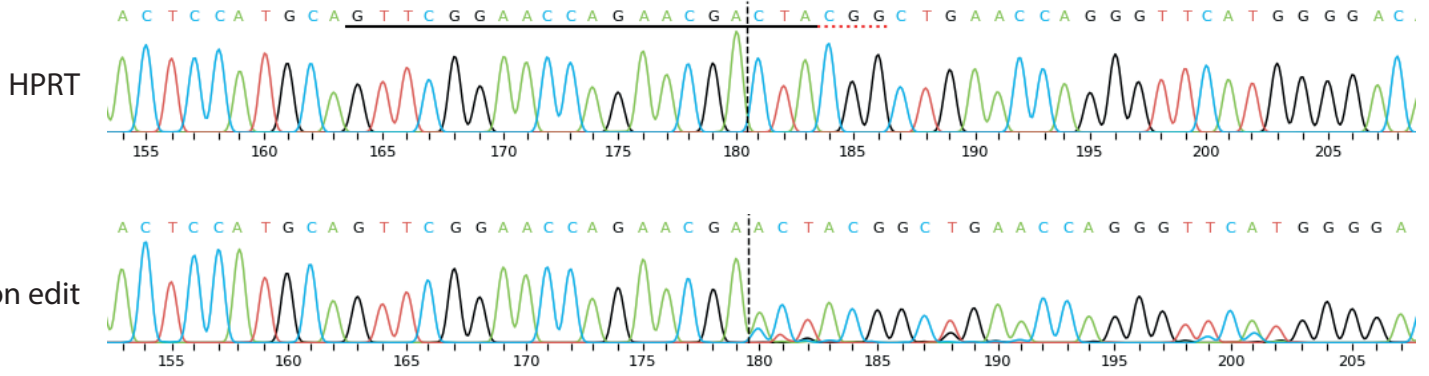 A C T C C A T G C A G T T C G G A A C C A G A A C G A C T A C G G C T G A A C C A G G G T T C A T G G G G A C
HPRT
155 160 165 170 175 180 185 190 195 200 205
A C T C C A T G C A G T T C G G A A C C A G A A C G A A C T A C G G C T G A A C C A G G G T T C A T G G G G A
on edit
155 160 165 170 175 180 185 190 195 200 205